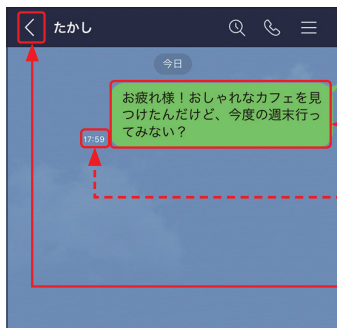 たかし
今日
お疲れ様！おしゃれなカフェを見
つけたんだけど、今度の週末行っ
てみない？
17:59